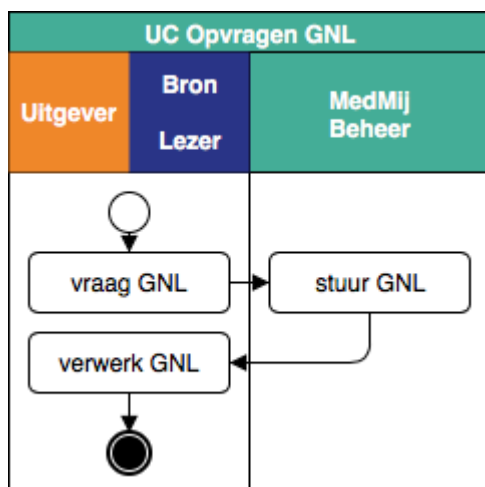 UC Opvragen GNL
Uitgever
Bron
Lezer
MedMij
Beheer
vraag GNL
stuur GNL
verwerk GNL